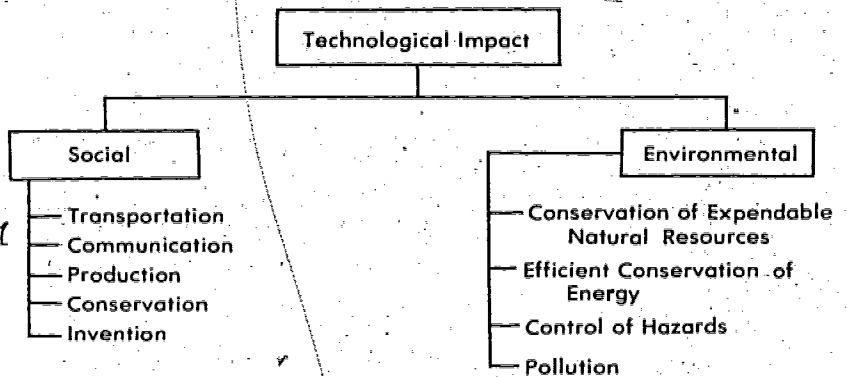 Technological Impact
Social
Transportation
Communication
Production
Conservation
Invention
Environmental
Conservation of Expendable
Natural Resources
Efficient Conservation of
Energy
Control of Hazards
Pollution